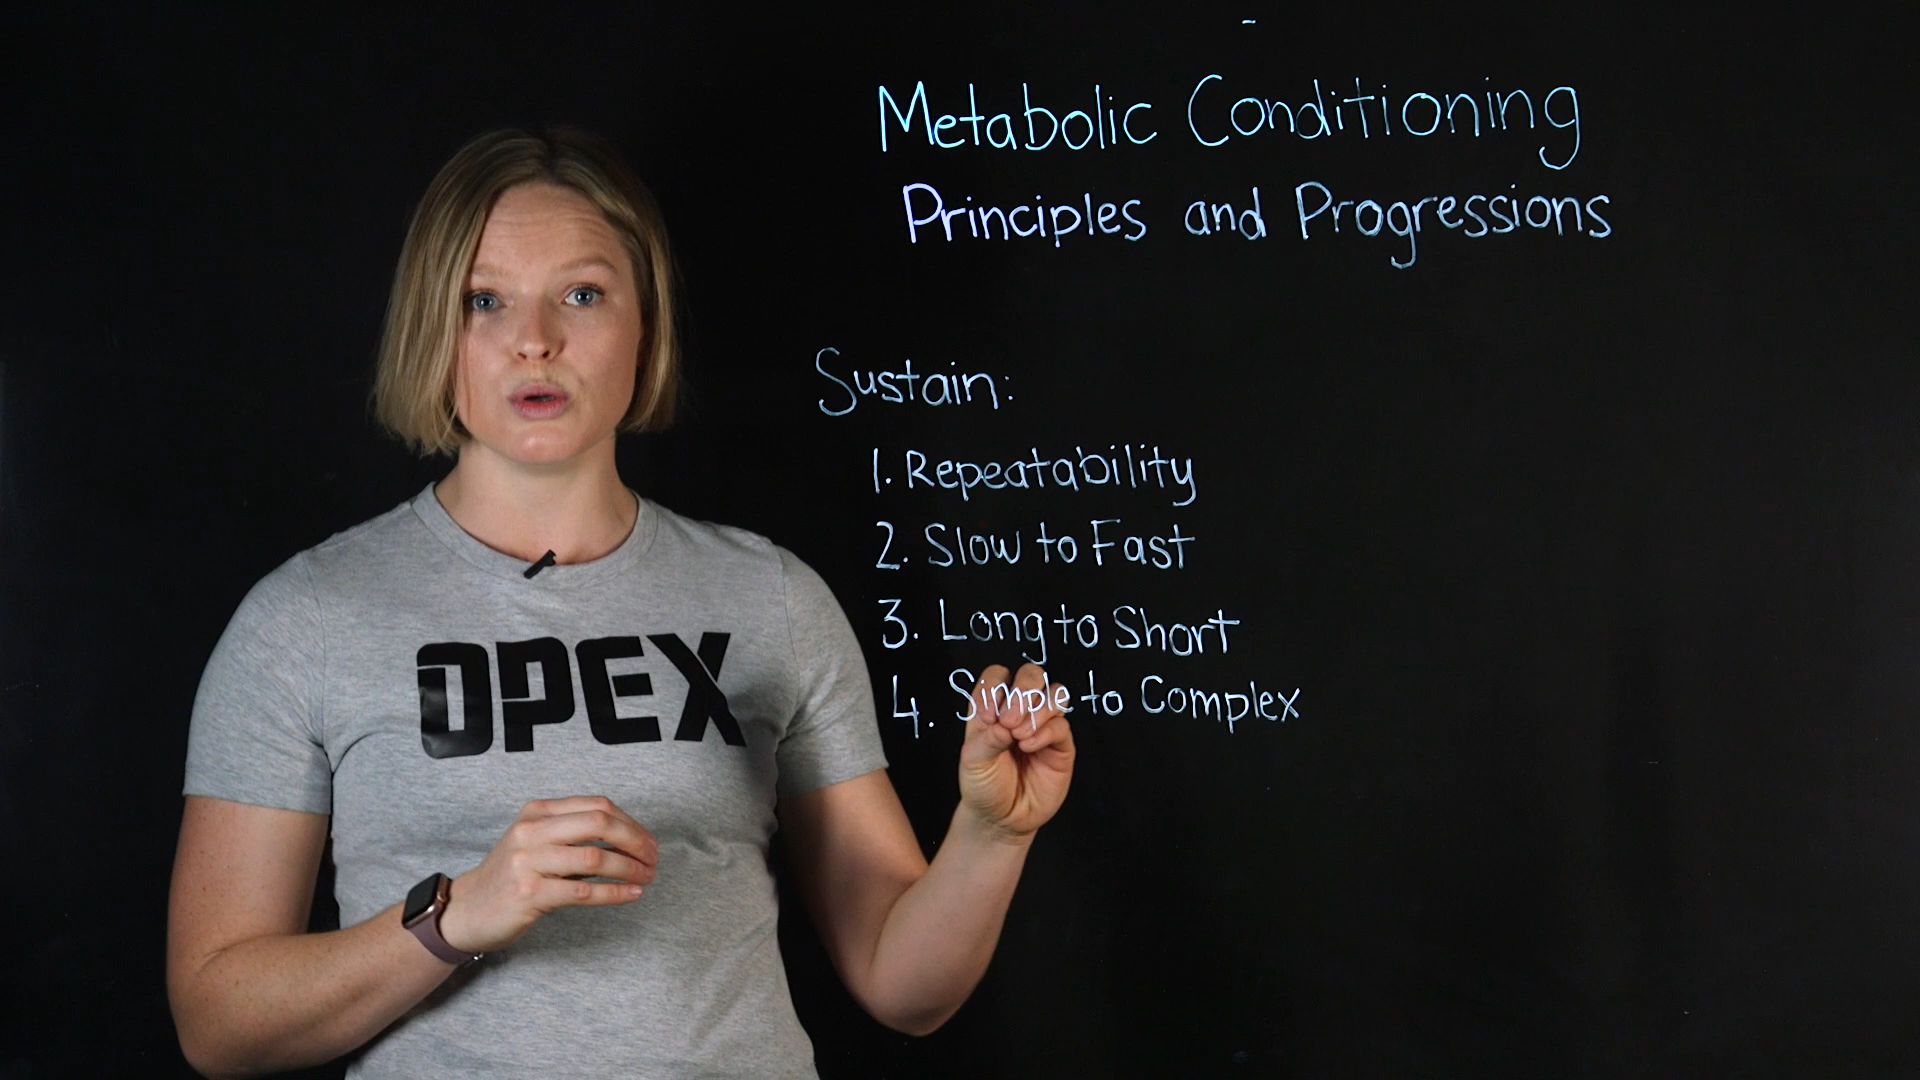 Metabolic Conditioning
Principles and Progressions
Sustain:
1. Repeatability
2. Slow to Fast
3. Long to Short
4. Simple to Complex
OPEX